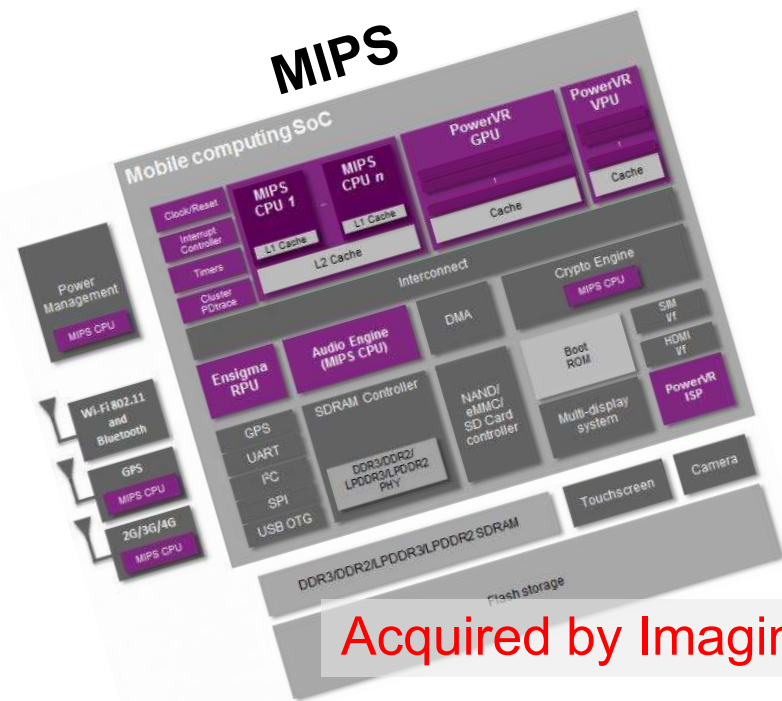 MIPS
Mobile computing SoC
Clock/Reset
Interrupt
Controller
Timers
Cluster
PDtrace
MIPS
CPU 1
L1 Cache
MIPS
CPU n
L1 Cache
L2 Cache
PowerVR
GPU
Cache
PowerVR
VPU
Cache
Interconnect
Power
Management
MIPS CPU
Wi-Fi 802.11
and
Bluetooth
GPS
MIPS CPU
2G/3G/4G
MIPS CPU
Ensigma
RPU
Audio Engine
(MIPS CPU)
DMA
Crypto Engine
MIPS CPU
SIM
I/f
HDMI
I/f
Boot
ROM
GPS
UART
I²C
SPI
USB OTG
SDRAM Controller
DDR3/DDR2/
LPDDR3/LPDDR2
PHY
NAND/
eMMC/
SD Card
controller
Multi-display
system
PowerVR
ISP
DDR3/DDR2/LPDDR3/LPDDR2 SDRAM
Touchscreen
Camera
Flash storage
Acquired by Imagin